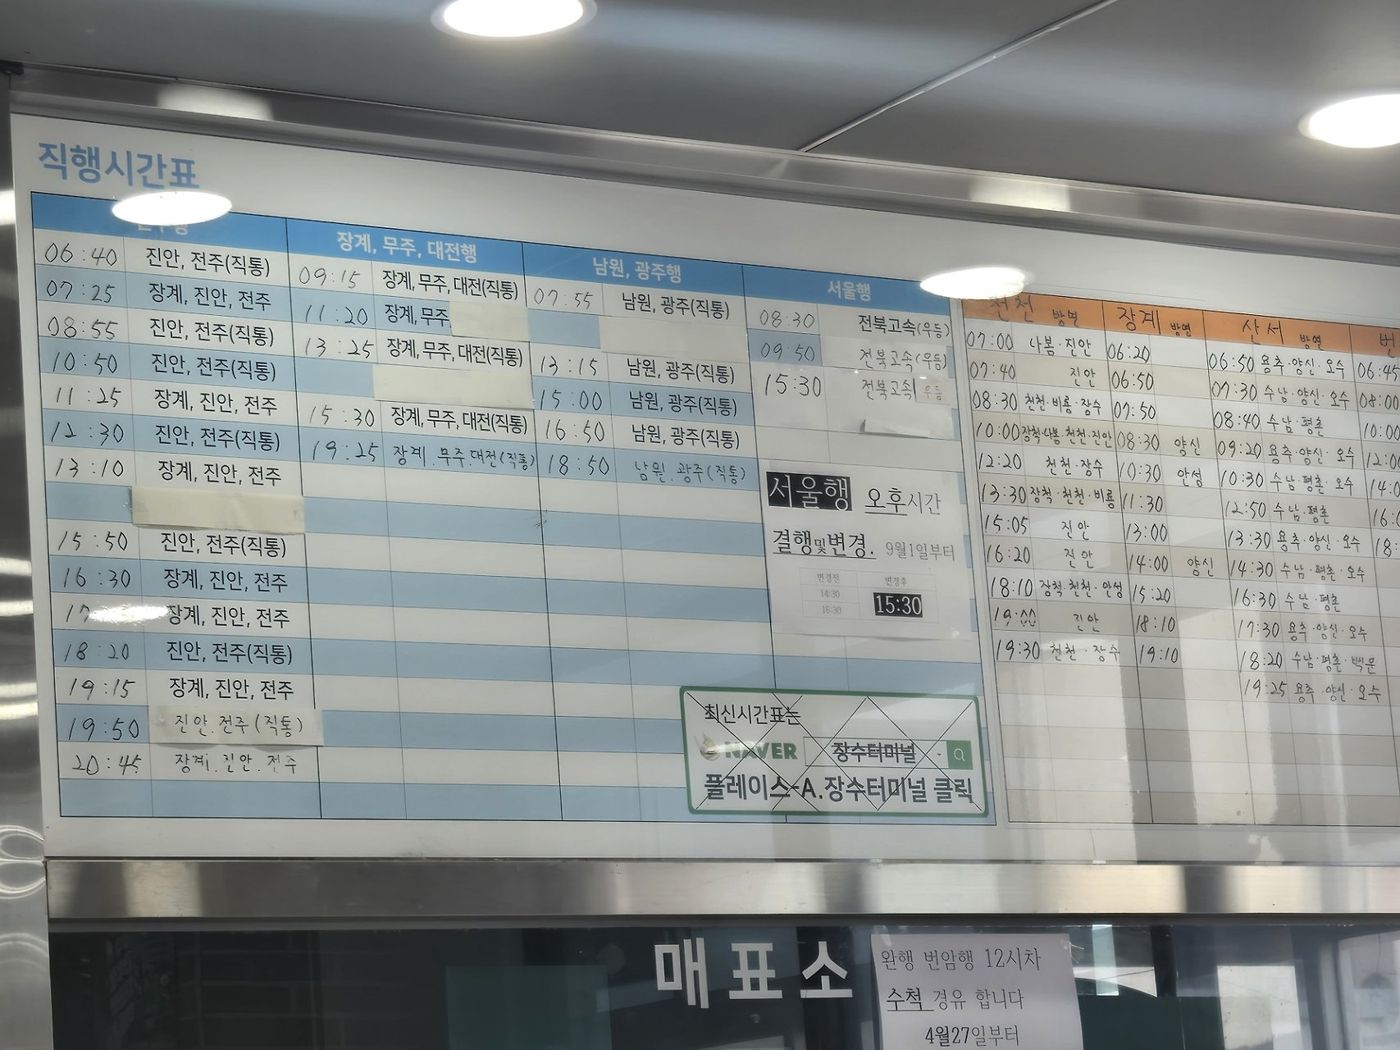 직행시간표
장계, 무주, 대전행
남원, 광주행
서울행
06:40 진안, 전주(직통)
07:25 장계, 진안, 전주
08:55 진안, 전주(직통)
10:50 진안, 전주(직통)
11:25 장계, 진안, 전주
12:30 진안, 전주(직통)
13:10 장계, 진안, 전주
15:50 진안, 전주(직통)
16:30 장계, 진안, 전주
장계, 진안, 전주
18:20 진안, 전주(직통)
19:15 장계, 진안, 전주
19:50 진안.전주(직통)
20:45 장계.진안.전주
09:15 장계, 무주, 대전(직통)
11:20 장계, 무주
13:25 장계, 무주, 대전(직통)
15:30 장계, 무주, 대전(직통)
19:25 장계.무주.대전(직통)
07:55 남원, 광주(직통)
13:15 남원, 광주(직통)
15:00 남원, 광주(직통)
16:50 남원, 광주(직통)
18:50 남원.광주(직통)
08:30 전북고속(우등)
09:50 전북고속(우등)
15:30 전북고속(우등)
서울행 오후시간
결행및변경. 9월1일부터
변경전 변경후
14:30
16:30
15:30
최신시간표는
NAVER 장수터미널
플레이스-A.장수터미널 클릭
천천 방면
07:00 나봄·진안
07:40 진안
08:30 천천·비룡·장수
10:00 장척·나봄·천천·진안
12:20 천천·장수
13:30 장척·천천·비룡
15:05 진안
16:20 진안
18:10 장척·천천·안성
19:00 진안
19:30 천천·장수
장계 방면
06:20
06:50
07:50
08:30 양신
10:30 안성
11:30
13:00
14:00 양신
15:20
18:10
19:10
산서 방면
06:50 용추·양신·오수
07:30 수남·양신·오수
08:40 수남·평촌
09:20 용추·양신·오수
10:30 수남·평촌·오수
12:50 수남·평촌
13:30 용추·양신·오수
14:30 수남·평촌·오수
16:30 수남·평촌
17:30 용추·양신·오수
18:20 수남·평촌·백운
19:25 용추·양신·오수
번
06:45
08:00
10:00
매표소
완행 번암행 12시차
수척 경유 합니다
4월27일부터